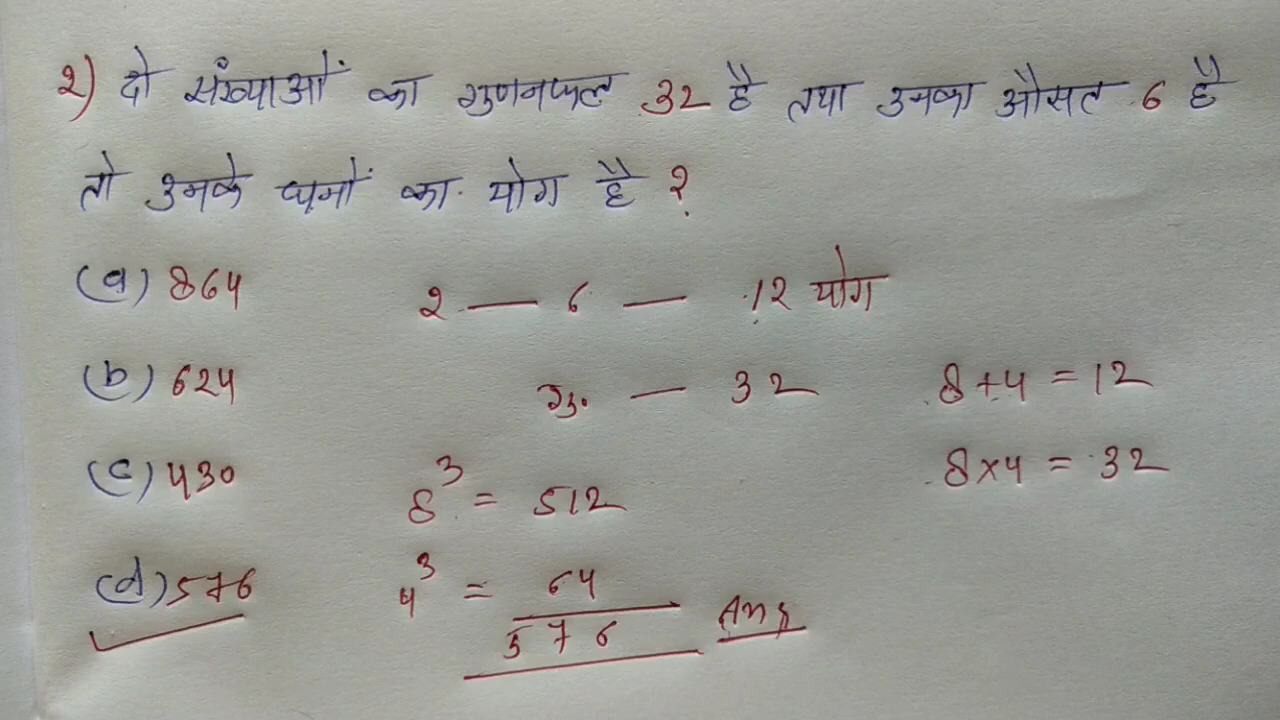 २) दो संख्याओं का गुणनफल 32 है तथा उनका औसत 6 है
तो उनके घनों का योग है ?
(a) 864
2 — 6 — 12 योग
(b) 624
गु. — 32
8+4 = 12
(c) 430
8³ = 512
8×4 = 32
(d) 576
4³ = 64
576 Ans